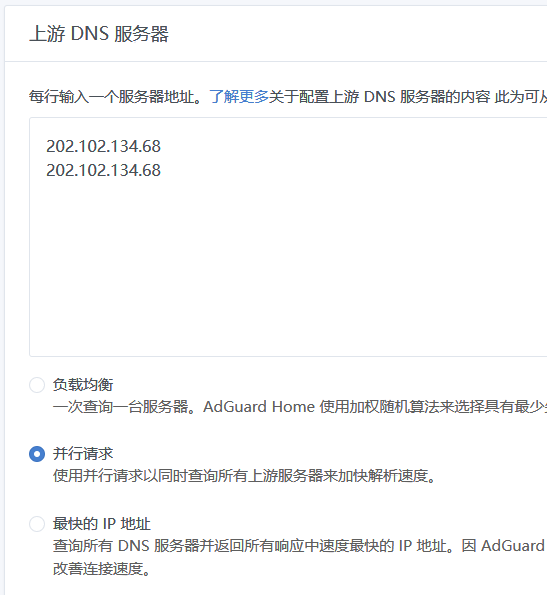 上游 DNS 服务器
每行输入一个服务器地址。了解更多关于配置上游 DNS 服务器的内容 此为可
202.102.134.68
202.102.134.68
负载均衡
一次查询一台服务器。AdGuard Home 使用加权随机算法来选择具有最少
并行请求
使用并行请求以同时查询所有上游服务器来加快解析速度。
最快的 IP 地址
查询所有 DNS 服务器并返回所有响应中速度最快的 IP 地址。因 AdGuard
改善连接速度。